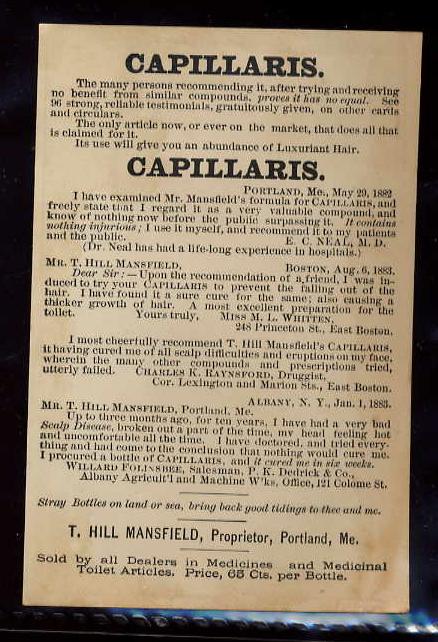 CAPILLARIS.
The many persons recommending it, after trying and receiving
no benefit from similar compounds, proves it has no equal. See
96 strong, reliable testimonials, gratuitously given, on other cards
and circulars.
The only article now, or ever on the market, that does all that
is claimed for it.
Its use will give you an abundance of Luxuriant Hair.
CAPILLARIS.
PORTLAND, Me., May 29, 1882
I have examined Mr. Mansfield's formula for CAPILLARIS, and
freely state that I regard it as a very valuable compound, and
know of nothing now before the public surpassing it. It contains
nothing injurious; I use it myself, and recommend it to my patients
and the public. E. C. NEAL, M. D.
(Dr. Neal has had a life-long experience in hospitals.)
MR. T. HILL MANSFIELD, BOSTON, Aug. 6, 1883.
Dear Sir:—Upon the recommendation of a friend, I was in-
duced to try your CAPILLARIS to prevent the falling out of the
hair. I have found it a sure cure for the same; also causing a
thicker growth of hair. A most excellent preparation for the
toilet. Yours truly, MISS M. L. WHITTEN,
248 Princeton St., East Boston.
I most cheerfully recommend T. Hill Mansfield's CAPILLARIS,
it having cured me of all scalp difficulties and eruptions on my face,
wherein the many other compounds and prescriptions tried,
utterly failed. CHARLES K. RAYNSFORD, Druggist,
Cor. Lexington and Marion Sts., East Boston.
ALBANY, N. Y., Jan. 1, 1885.
MR. T. HILL MANSFIELD, Portland, Me.
Up to three months ago, for ten years, I have had a very bad
Scalp Disease, broken out a part of the time, my head feeling hot
and uncomfortable all the time. I have doctored, and tried every-
thing and had come to the conclusion that nothing would cure me.
I procured a bottle of CAPILLARIS, and it cured me in six weeks.
WILLARD FOLINSBEE, Salesman, P. K. Dedrick & Co.,
Albany Agricult'l and Machine W'ks, Office, 121 Colome St.
Stray Bottles on land or sea, bring back good tidings to thee and me.
T. HILL MANSFIELD, Proprietor, Portland, Me.
Sold by all Dealers in Medicines and Medicinal
Toilet Articles. Price, 65 Cts. per Bottle.